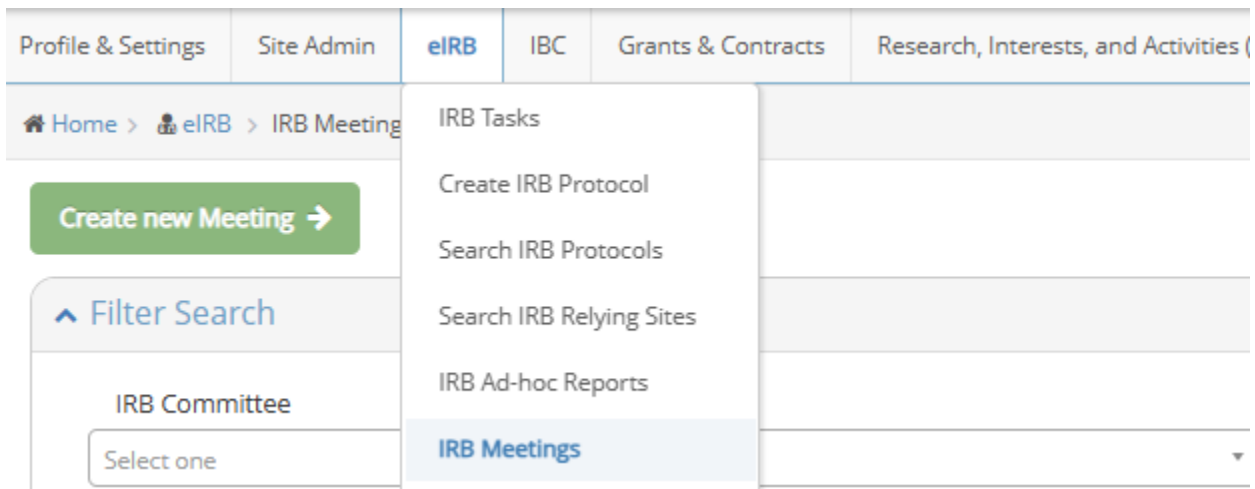 Profile & Settings Site Admin eIRB IBC Grants & Contracts Research, Interests, and Activities (
Home > eIRB > IRB Meeting
IRB Tasks
Create IRB Protocol
Search IRB Protocols
Search IRB Relying Sites
IRB Ad-hoc Reports
IRB Meetings
Create new Meeting
Filter Search
IRB Committee
Select one